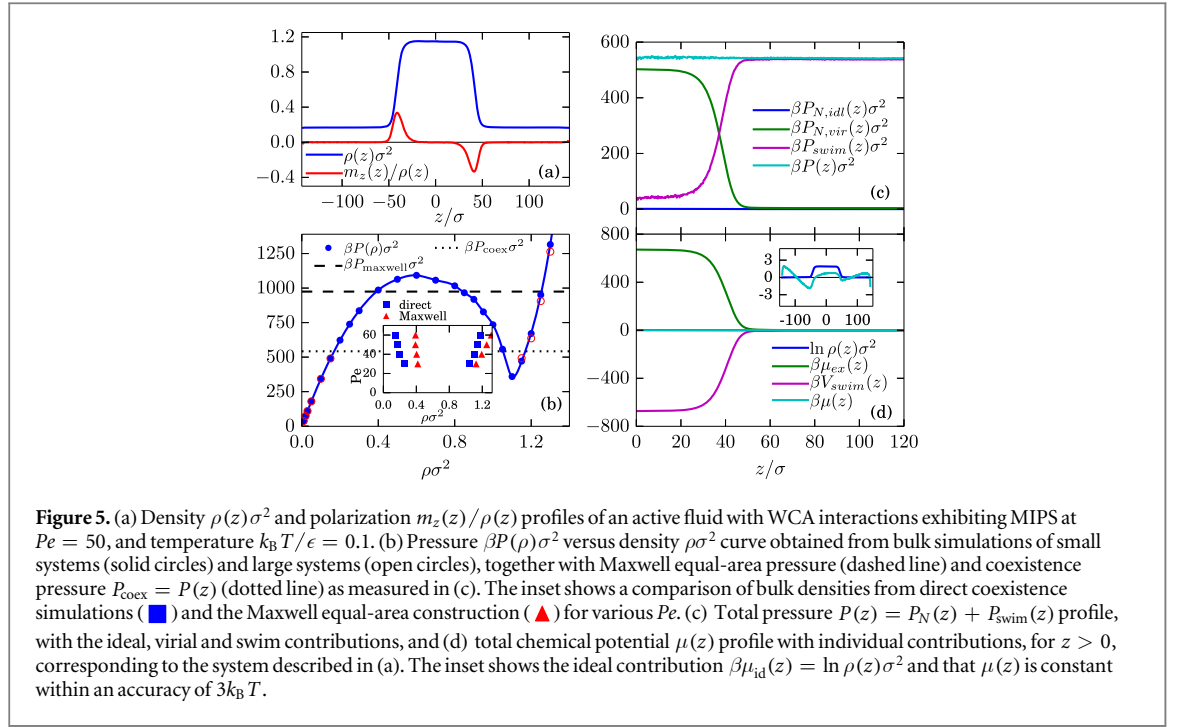 1.2
0.8
0.4
0.0
−0.4
ρ(z)σ²
m_z(z)/ρ(z)
(a)
−100 −50 0 50 100
z/σ
1250
1000
750
500
250
0
βP(ρ)σ²
βP_coexσ²
βP_maxwellσ²
direct
Maxwell
60
40
20
0
Pe
0.0 0.4 0.8 1.2
ρσ²
(b)
0.0 0.4 0.8 1.2
ρσ²
600
400
200
0
βP_{N,idl}(z)σ²
βP_{N,vir}(z)σ²
βP_{swim}(z)σ²
βP(z)σ²
(c)
800
400
0
−400
−800
3
0
−3
-100 0 100
ln ρ(z)σ²
βμ_{ex}(z)
βV_{swim}(z)
βμ(z)
(d)
0 20 40 60 80 100 120
z/σ
Figure 5. (a) Density ρ(z)σ² and polarization m_z(z)/ρ(z) profiles of an active fluid with WCA interactions exhibiting MIPS at
Pe = 50, and temperature k_BT/ϵ = 0.1. (b) Pressure βP(ρ)σ² versus density ρσ² curve obtained from bulk simulations of small
systems (solid circles) and large systems (open circles), together with Maxwell equal-area pressure (dashed line) and coexistence
pressure P_coex = P(z) (dotted line) as measured in (c). The inset shows a comparison of bulk densities from direct coexistence
simulations (■) and the Maxwell equal-area construction (▲) for various Pe. (c) Total pressure P(z) = P_N(z) + P_swim(z) profile,
with the ideal, virial and swim contributions, and (d) total chemical potential μ(z) profile with individual contributions, for z > 0,
corresponding to the system described in (a). The inset shows the ideal contribution βμ_id(z) = ln ρ(z)σ² and that μ(z) is constant
within an accuracy of 3k_BT.